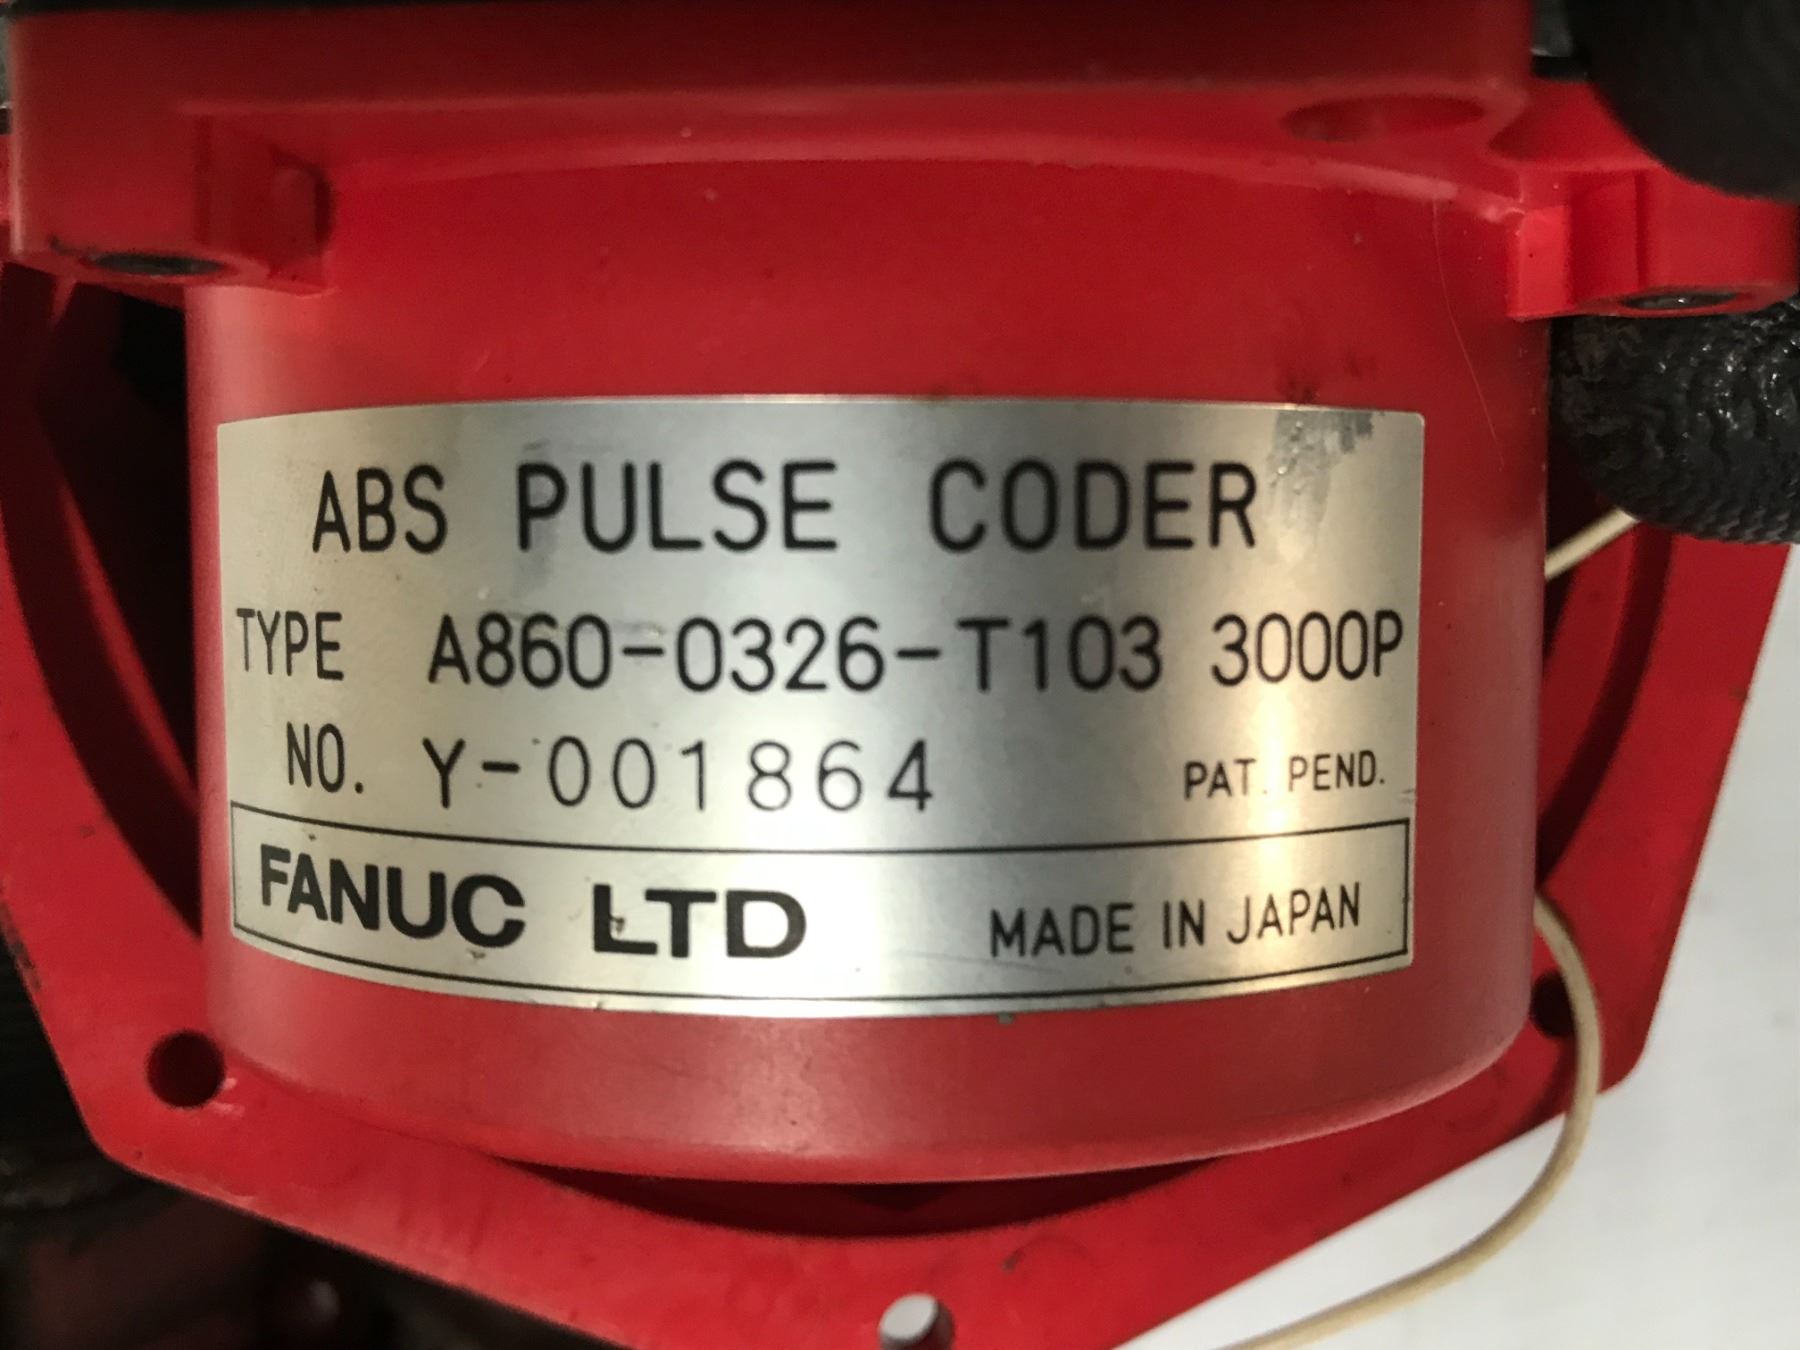 ABS PULSE CODER
TYPE A860-0326-T103 3000P
NO. Y-001864 PAT. PEND.
FANUC LTD MADE IN JAPAN